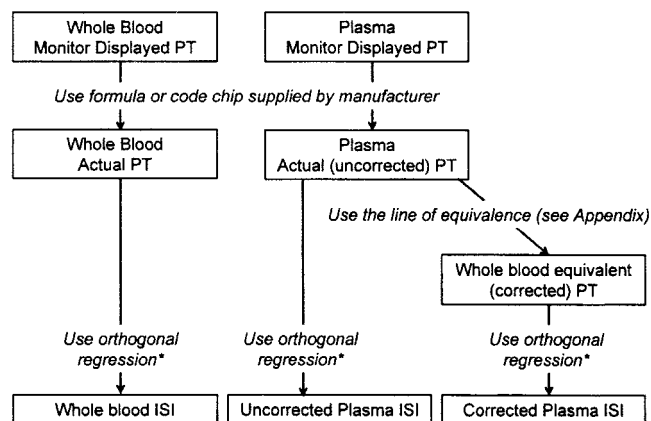 Whole Blood
Monitor Displayed PT
Plasma
Monitor Displayed PT
Use formula or code chip supplied by manufacturer
Whole Blood
Actual PT
Plasma
Actual (uncorrected) PT
Use the line of equivalence (see Appendix)
Whole blood equivalent
(corrected) PT
Use orthogonal
regression*
Use orthogonal
regression*
Use orthogonal
regression*
Whole blood ISI
Uncorrected Plasma ISI
Corrected Plasma ISI